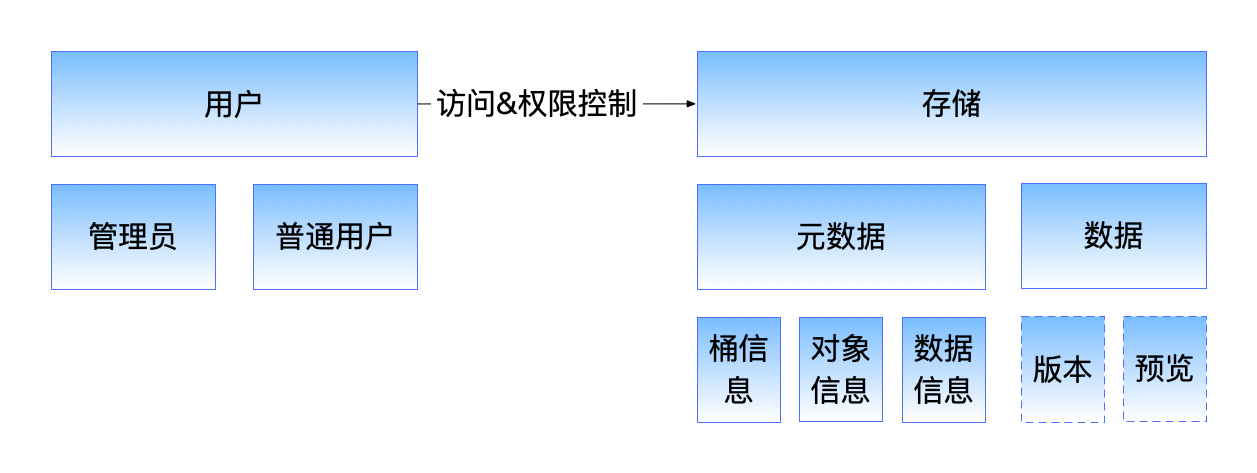 用户
访问&权限控制
存储
管理员
普通用户
元数据
数据
桶信
息
对象
信息
数据
信息
版本
预览